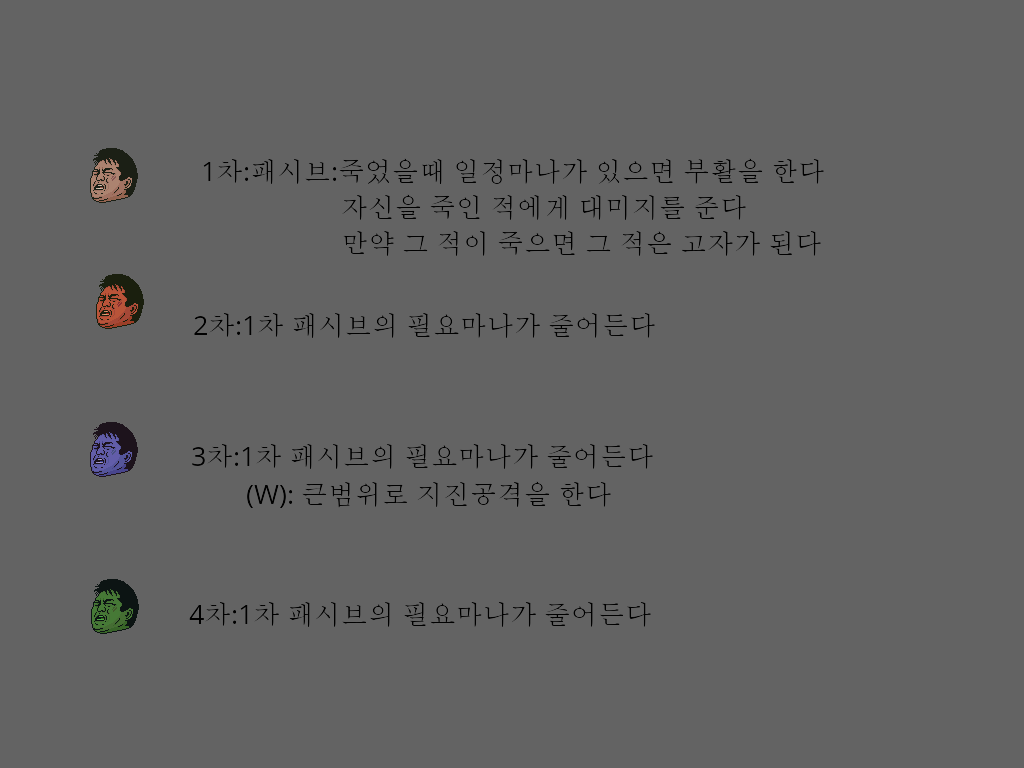 1차:패시브:죽었을때 일정마나가 있으면 부활을 한다
자신을 죽인 적에게 대미지를 준다
만약 그 적이 죽으면 그 적은 고자가 된다
2차:1차 패시브의 필요마나가 줄어든다
3차:1차 패시브의 필요마나가 줄어든다
(W): 큰범위로 지진공격을 한다
4차:1차 패시브의 필요마나가 줄어든다